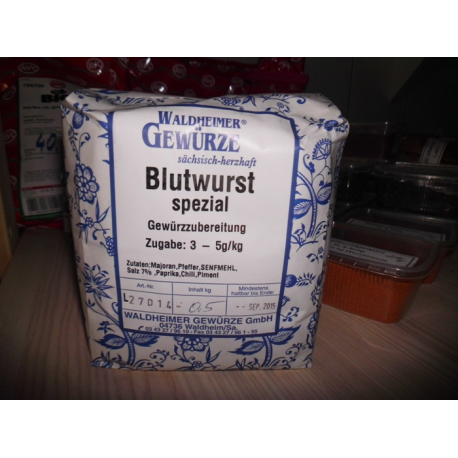 WALDHEIMER®
GEWÜRZE
sächsisch-herzhaft
Blutwurst
spezial
Gewürzzubereitung
Zugabe: 3 – 5g/kg
Zutaten:Majoran,Pfeffer,SENFMEHL,
Salz 7%,Paprika,Chili,Piment
Art.-Nr.
Inhalt kg
Mindestens
haltbar bis Ende:
L27014
0,5
-- SEP. 2015
WALDHEIMER GEWÜRZE GmbH
04736 Waldheim/Sa.
40